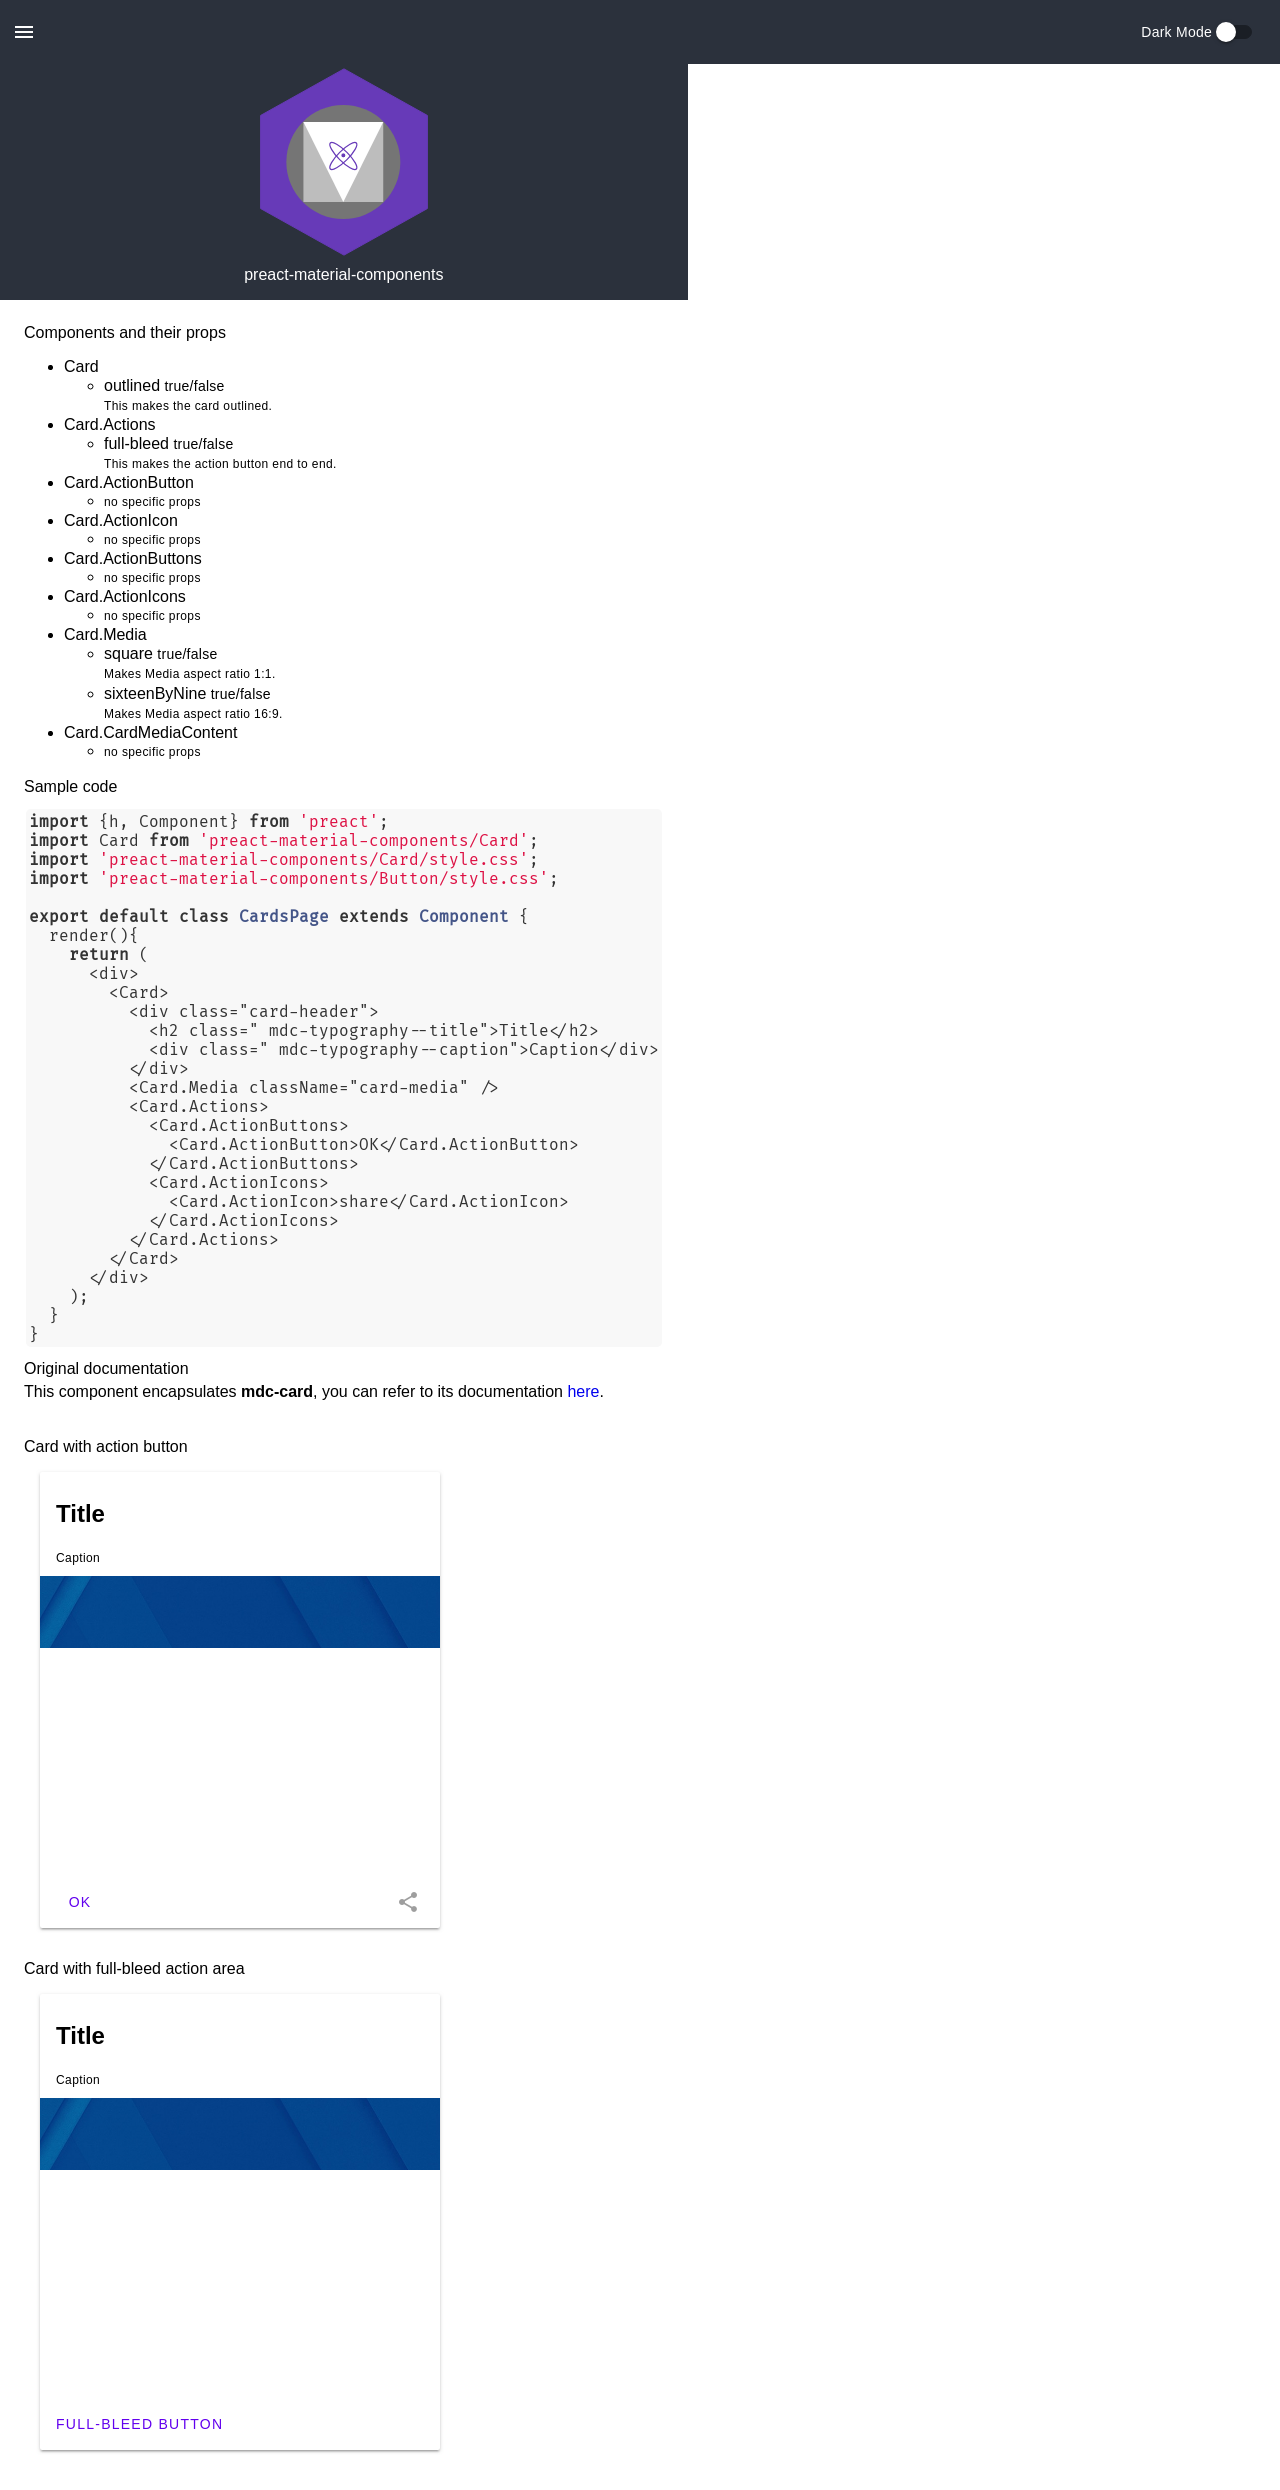 Dark Mode
preact-material-components
Components and their props
Card
outlined true/false
This makes the card outlined.
Card.Actions
full-bleed true/false
This makes the action button end to end.
Card.ActionButton
no specific props
Card.ActionIcon
no specific props
Card.ActionButtons
no specific props
Card.ActionIcons
no specific props
Card.Media
square true/false
Makes Media aspect ratio 1:1.
sixteenByNine true/false
Makes Media aspect ratio 16:9.
Card.CardMediaContent
no specific props
Sample code
import {h, Component} from 'preact';
import Card from 'preact-material-components/Card';
import 'preact-material-components/Card/style.css';
import 'preact-material-components/Button/style.css';

export default class CardsPage extends Component {
  render(){
    return (
      <div>
        <Card>
          <div class="card-header">
            <h2 class=" mdc-typography--title">Title</h2>
            <div class=" mdc-typography--caption">Caption</div>
          </div>
          <Card.Media className="card-media" />
          <Card.Actions>
            <Card.ActionButtons>
              <Card.ActionButton>OK</Card.ActionButton>
            </Card.ActionButtons>
            <Card.ActionIcons>
              <Card.ActionIcon>share</Card.ActionIcon>
            </Card.ActionIcons>
          </Card.Actions>
        </Card>
      </div>
    );
  }
}
Original documentation
This component encapsulates mdc-card, you can refer to its documentation here.
Card with action button
Title
Caption
OK
Card with full-bleed action area
Title
Caption
FULL-BLEED BUTTON